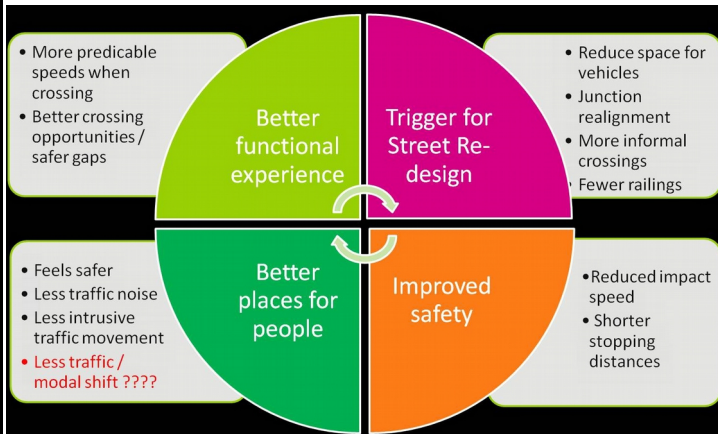 • More predicable
speeds when
crossing
• Better crossing
opportunities /
safer gaps
Better
functional
experience
Trigger for
Street Re-
design
• Reduce space for
vehicles
• Junction
realignment
• More informal
crossings
• Fewer railings
• Feels safer
• Less traffic noise
• Less intrusive
traffic movement
• Less traffic /
modal shift ????
Better
places for
people
Improved
safety
•Reduced impact
speed
• Shorter
stopping
distances